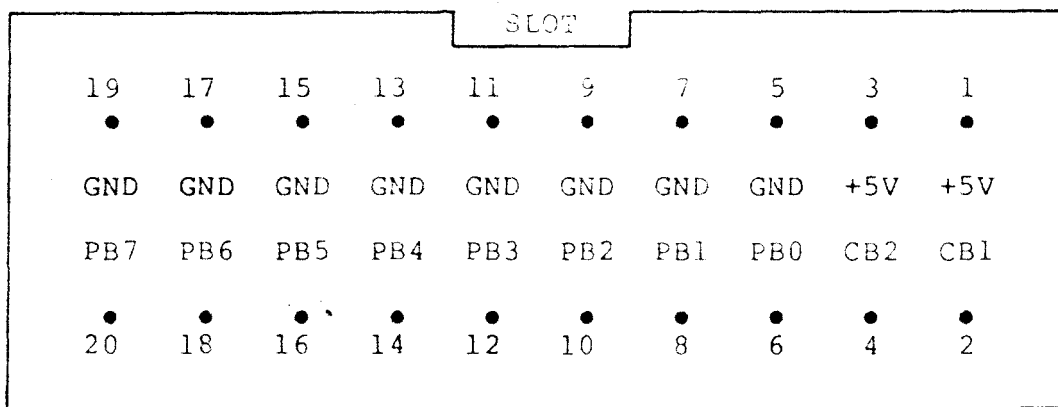 SLOT
19 17 15 13 11 9 7 5 3 1
GND GND GND GND GND GND GND GND +5V +5V
PB7 PB6 PB5 PB4 PB3 PB2 PB1 PB0 CB2 CB1
20 18 16 14 12 10 8 6 4 2